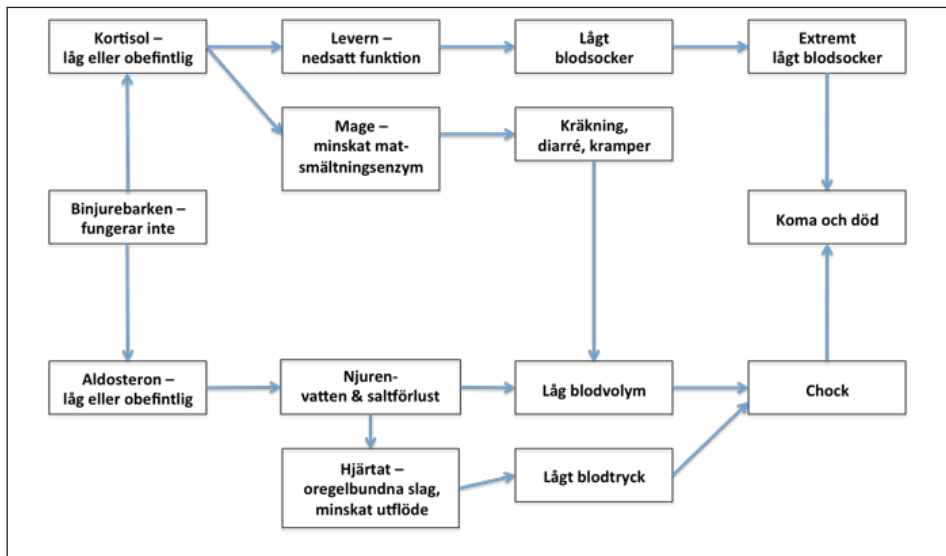 Kortisol –
låg eller obefintlig
Levern –
nedsatt funktion
Lågt
blodsocker
Extremt
lågt blodsocker
Mage –
minskat mat-
smältningsenzym
Kräkning,
diarré, kramper
Binjurebarken –
fungerar inte
Koma och död
Aldosteron –
låg eller obefintlig
Njuren-
vatten & saltförlust
Låg blodvolym
Chock
Hjärtat –
oregelbundna slag,
minskat utflöde
Lågt blodtryck